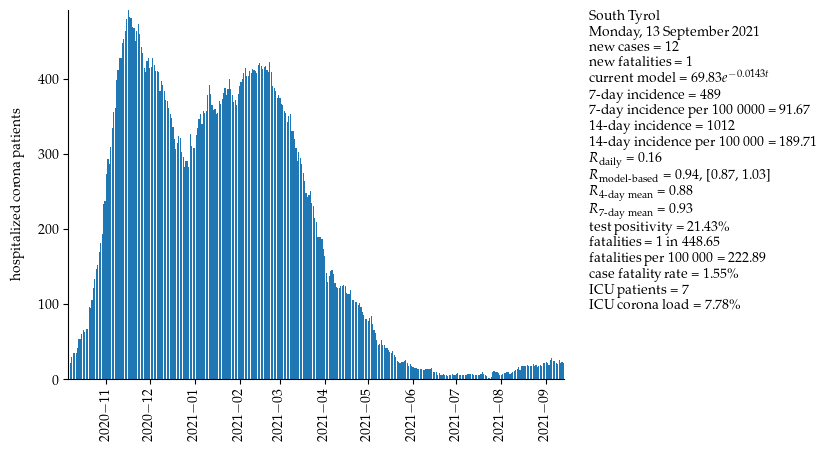 South Tyrol
Monday, 13 September 2021
new cases = 12
new fatalities = 1
current model = 69.83e^{−0.0143t}
7-day incidence = 489
7-day incidence per 100 0000 = 91.67
14-day incidence = 1012
14-day incidence per 100 000 = 189.71
R_daily = 0.16
R_model-based = 0.94, [0.87, 1.03]
R_4-day mean = 0.88
R_7-day mean = 0.93
test positivity = 21.43%
fatalities = 1 in 448.65
fatalities per 100 000 = 222.89
case fatality rate = 1.55%
ICU patients = 7
ICU corona load = 7.78%
hospitalized corona patients
400
300
200
100
0
2020−11
2020−12
2021−01
2021−02
2021−03
2021−04
2021−05
2021−06
2021−07
2021−08
2021−09